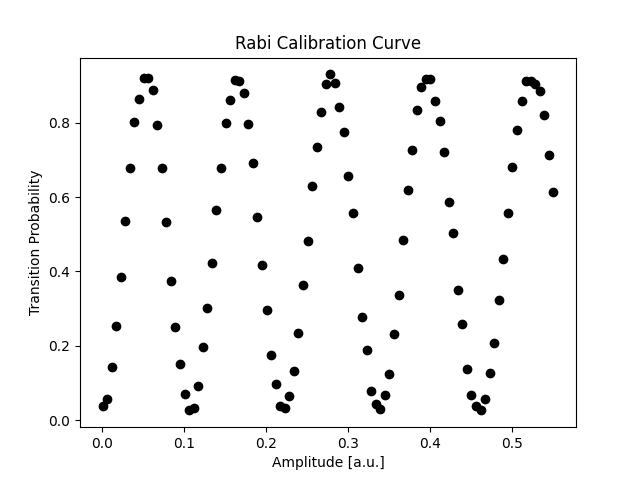 Rabi Calibration Curve
Transition Probability
0.8
0.6
0.4
0.2
0.0
0.0 0.1 0.2 0.3 0.4 0.5
Amplitude [a.u.]